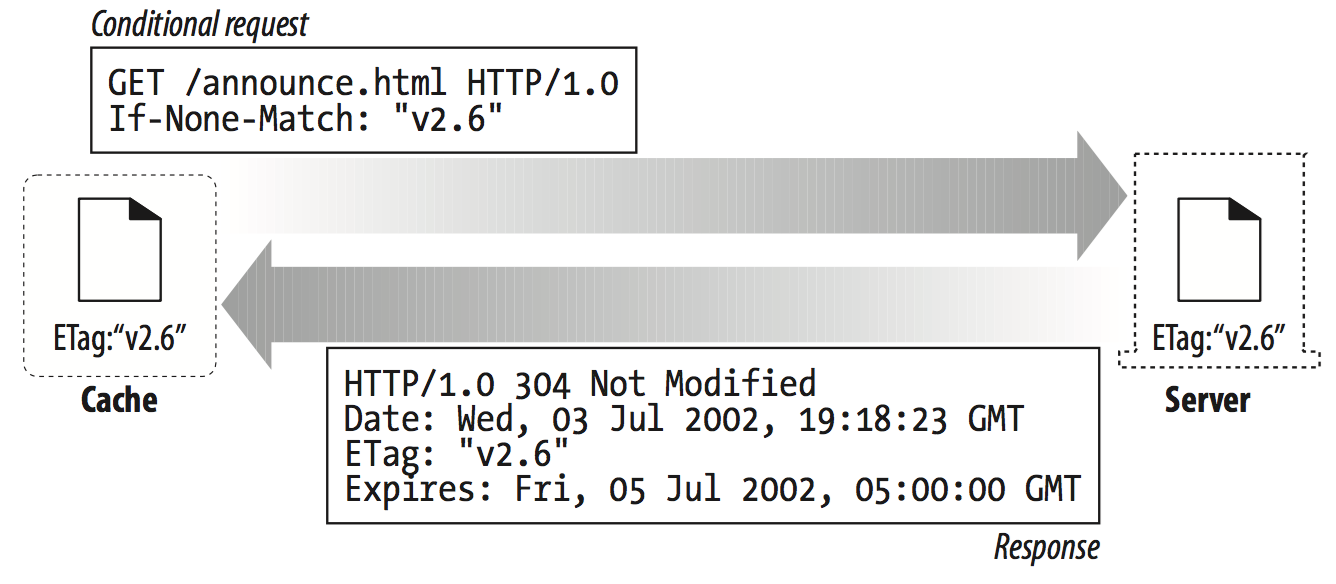 Conditional request
GET /announce.html HTTP/1.0
If-None-Match: "v2.6"
ETag:“v2.6”
Cache
ETag:“v2.6”
Server
HTTP/1.0 304 Not Modified
Date: Wed, 03 Jul 2002, 19:18:23 GMT
ETag: "v2.6"
Expires: Fri, 05 Jul 2002, 05:00:00 GMT
Response